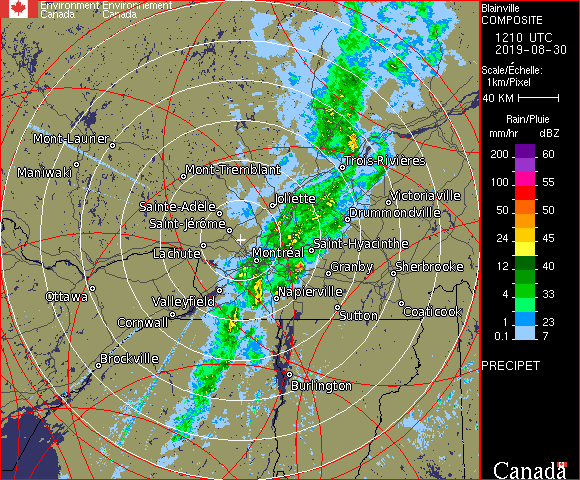 Environment Environnement
Canada Canada
Blainville
COMPOSITE
1210 UTC
2019-08-30
Scale/Échelle:
1km/Pixel
40 KM
Rain/Pluie
mm/hr dBZ
200 60
100 55
50 50
24 45
12 40
4 33
1 23
0.1 7
PRECIPET
Canada
Mont-Laurier
Maniwaki
Mont-Tremblant
Trois-Rivières
Joliette
Victoriaville
Sainte-Adèle
Drummondville
Saint-Jérôme
Saint-Hyacinthe
Lachute
Montréal
Granby
Sherbrooke
Ottawa
Valleyfield
Napierville
Cornwall
Sutton
Coaticook
Brockville
Burlington